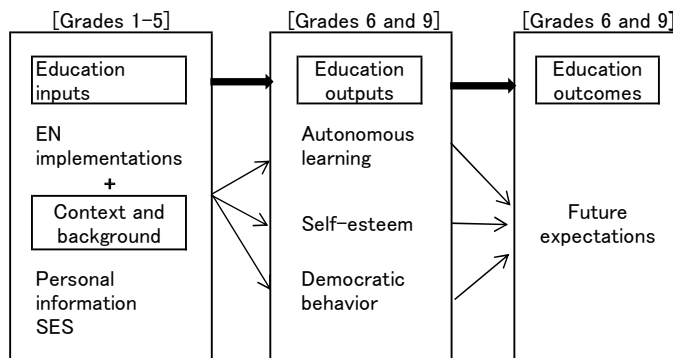 [Grades 1-5]
Education
inputs
EN
implementations
+
Context and
background
Personal
information
SES
[Grades 6 and 9]
Education
outputs
Autonomous
learning
Self-esteem
Democratic
behavior
[Grades 6 and 9]
Education
outcomes
Future
expectations